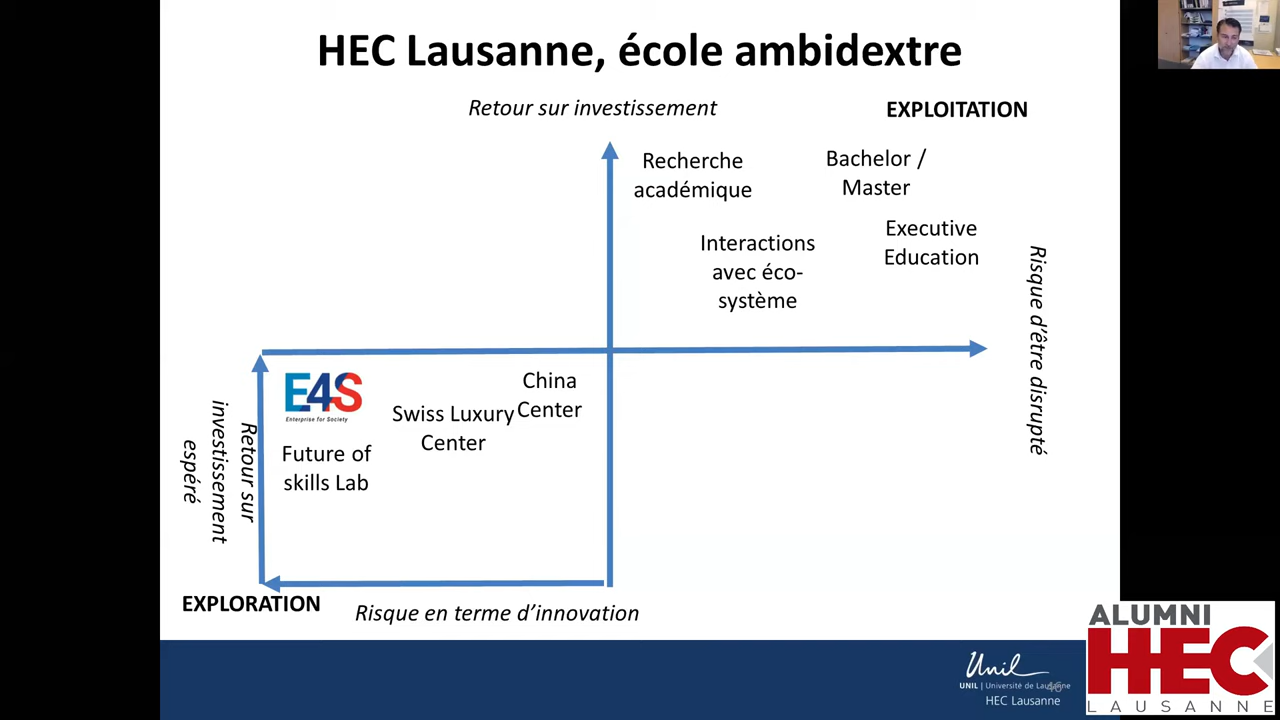 HEC Lausanne, école ambidextre
Retour sur investissement
EXPLOITATION
Recherche
académique
Bachelor /
Master
Interactions
avec éco-
système
Executive
Education
Risque d'être disrupté
E4S
Enterprise for Society
Future of
skills Lab
Swiss Luxury
Center
China
Center
Retour sur
investissement
espéré
EXPLORATION
Risque en terme d'innovation
Unil
UNIL | Université de Lausanne
HEC Lausanne
46
ALUMNI
HEC
LAUSANNE